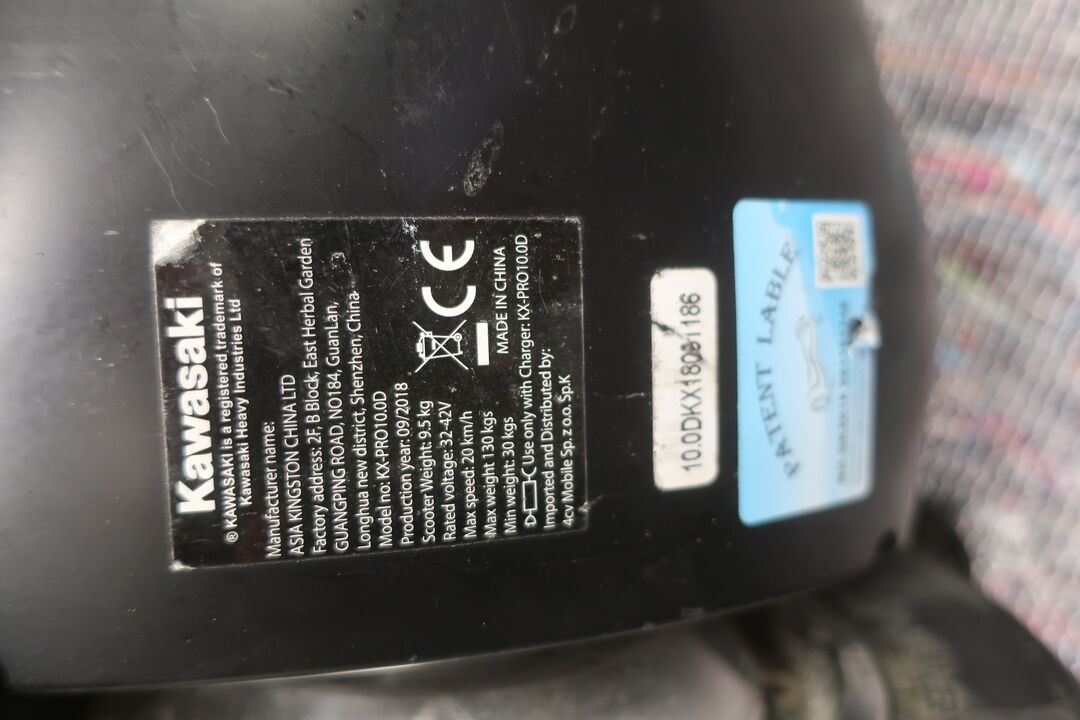 Kawasaki
® KAWASAKI is a registered trademark of
Kawasaki Heavy Industries Ltd
Manufacturer name:
ASIA KINGSTON CHINA LTD
Factory address: 2F, B Block, East Herbal Garden
GUANGPING ROAD, NO184, GuanLan,
Longhua new district, Shenzhen, China
Model no: KX-PRO10.0D
Production year: 09/2018
Scooter Weight: 9.5 kg
Rated voltage: 32-42V
Max speed: 20 km/h
Max weight 130 kgs
Min weight: 30 kgs
CE
MADE IN CHINA
Use only with Charger: KX-PRO10.0D
Imported and Distributed by:
4cv Mobile Sp. z o.o. Sp.K
10.0DKX18091186
PATENT LABLE